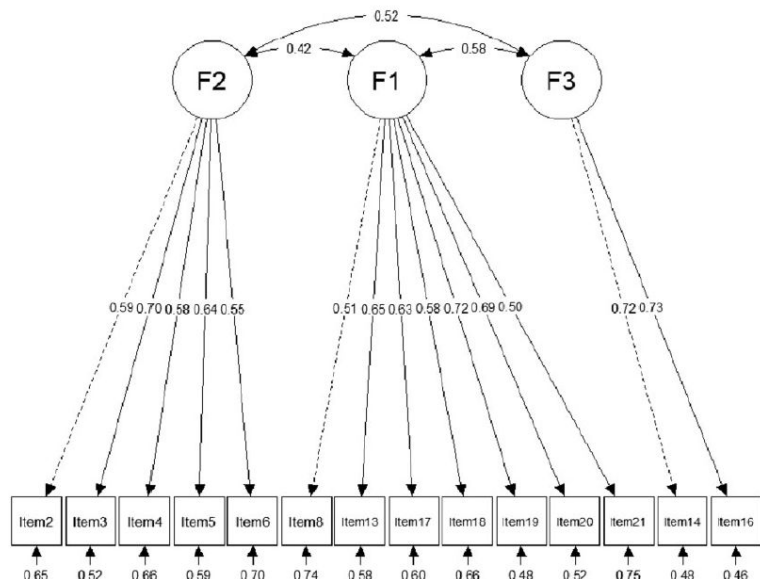 0.52
0.42 0.58
F2 F1 F3
0.59 0.70 0.58 0.64 0.55 0.51 0.65 0.63 0.58 0.72 0.69 0.50 0.72 0.73
Item2 Item3 Item4 Item5 Item6 Item8 Item13 Item17 Item18 Item19 Item20 Item21 Item14 Item16
0.65 0.52 0.66 0.59 0.70 0.74 0.58 0.60 0.66 0.48 0.52 0.75 0.48 0.46